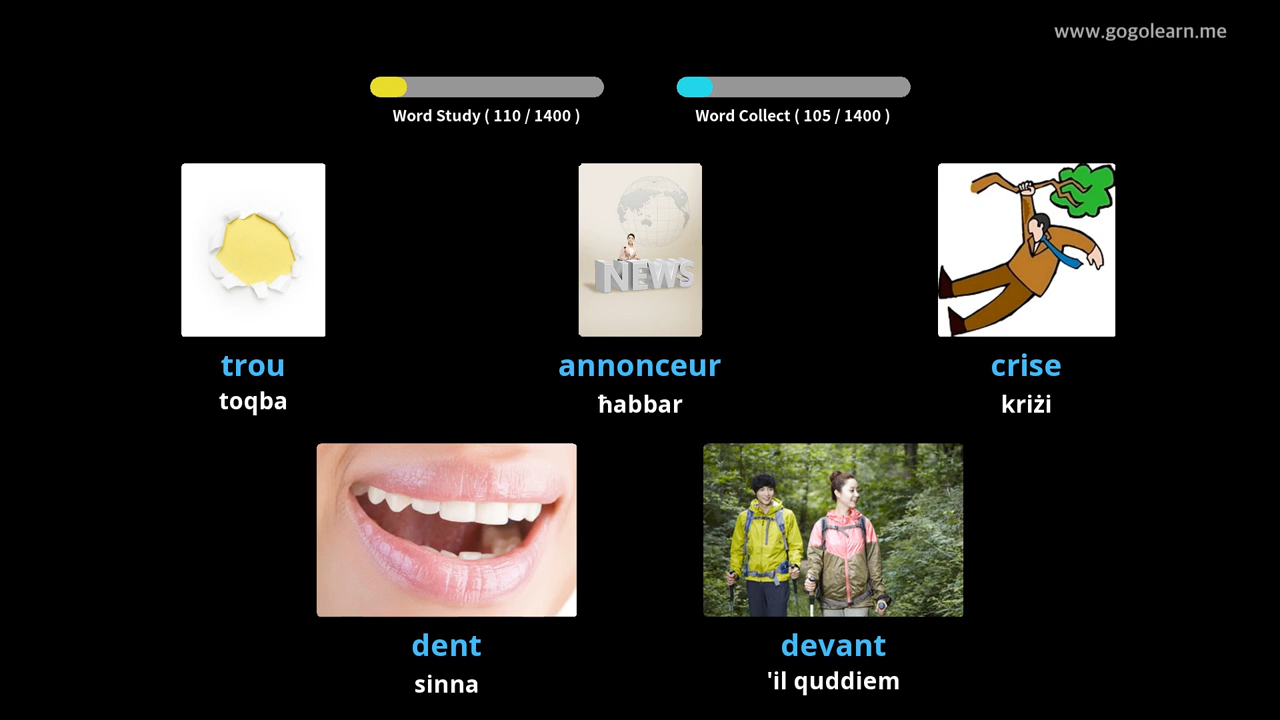 www.gogolearn.me
Word Study ( 110 / 1400 )
Word Collect ( 105 / 1400 )
NEWS
trou
toqba
annonceur
ħabbar
crise
kriżi
dent
sinna
devant
'il quddiem